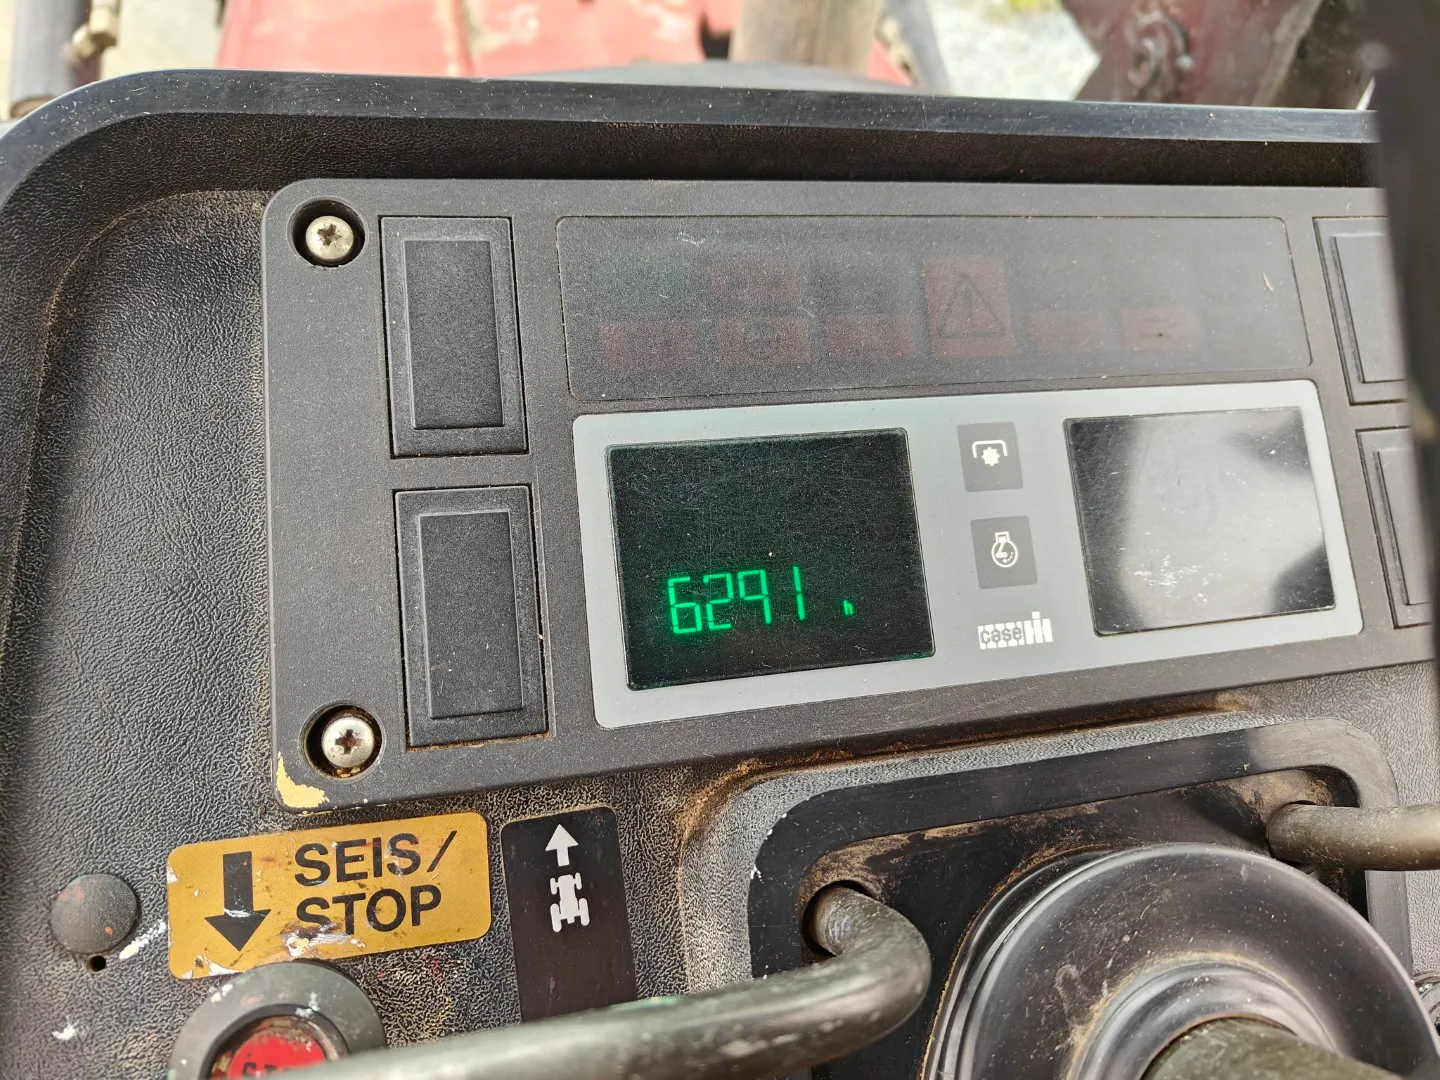 6291 h
case IH
SEIS/
STOP